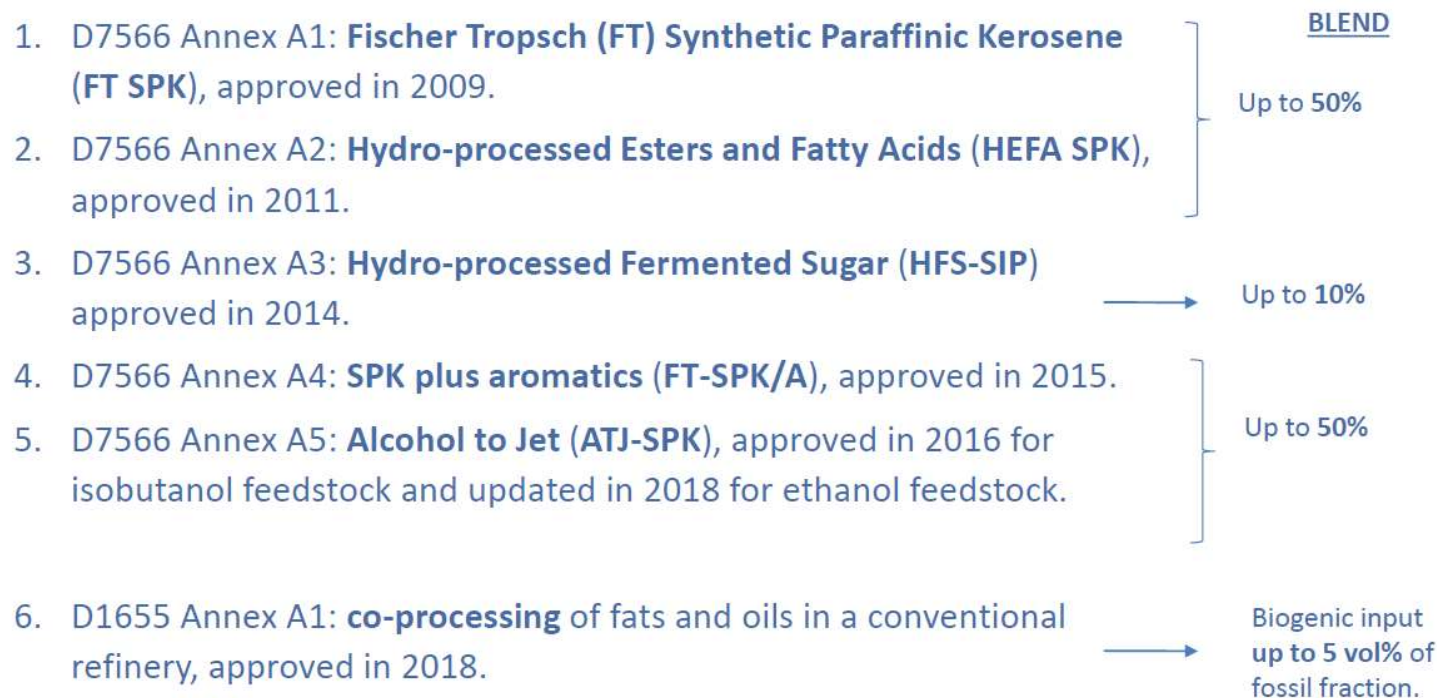 BLEND
1. D7566 Annex A1: Fischer Tropsch (FT) Synthetic Paraffinic Kerosene
(FT SPK), approved in 2009.
Up to 50%
2. D7566 Annex A2: Hydro-processed Esters and Fatty Acids (HEFA SPK),
approved in 2011.
3. D7566 Annex A3: Hydro-processed Fermented Sugar (HFS-SIP)
approved in 2014.
Up to 10%
4. D7566 Annex A4: SPK plus aromatics (FT-SPK/A), approved in 2015.
5. D7566 Annex A5: Alcohol to Jet (ATJ-SPK), approved in 2016 for
isobutanol feedstock and updated in 2018 for ethanol feedstock.
Up to 50%
6. D1655 Annex A1: co-processing of fats and oils in a conventional
refinery, approved in 2018.
Biogenic input
up to 5 vol% of
fossil fraction.